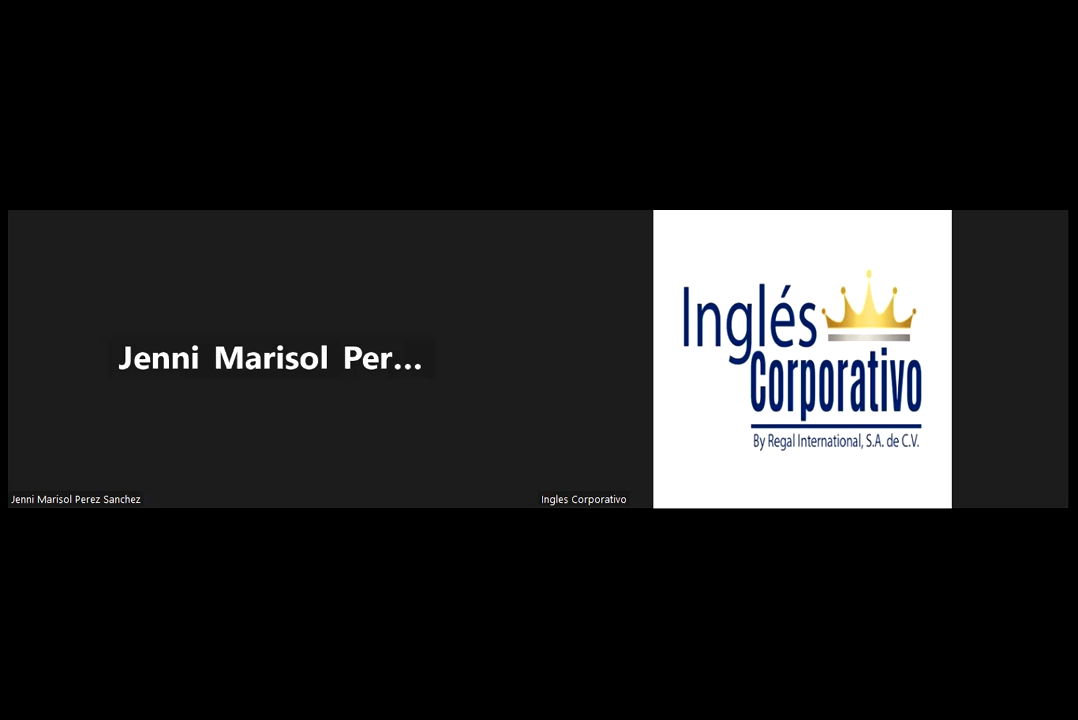 Jenni Marisol Per...
Jenni Marisol Perez Sanchez
Inglés
Corporativo
By Regal International, S.A. de C.V.
Ingles Corporativo